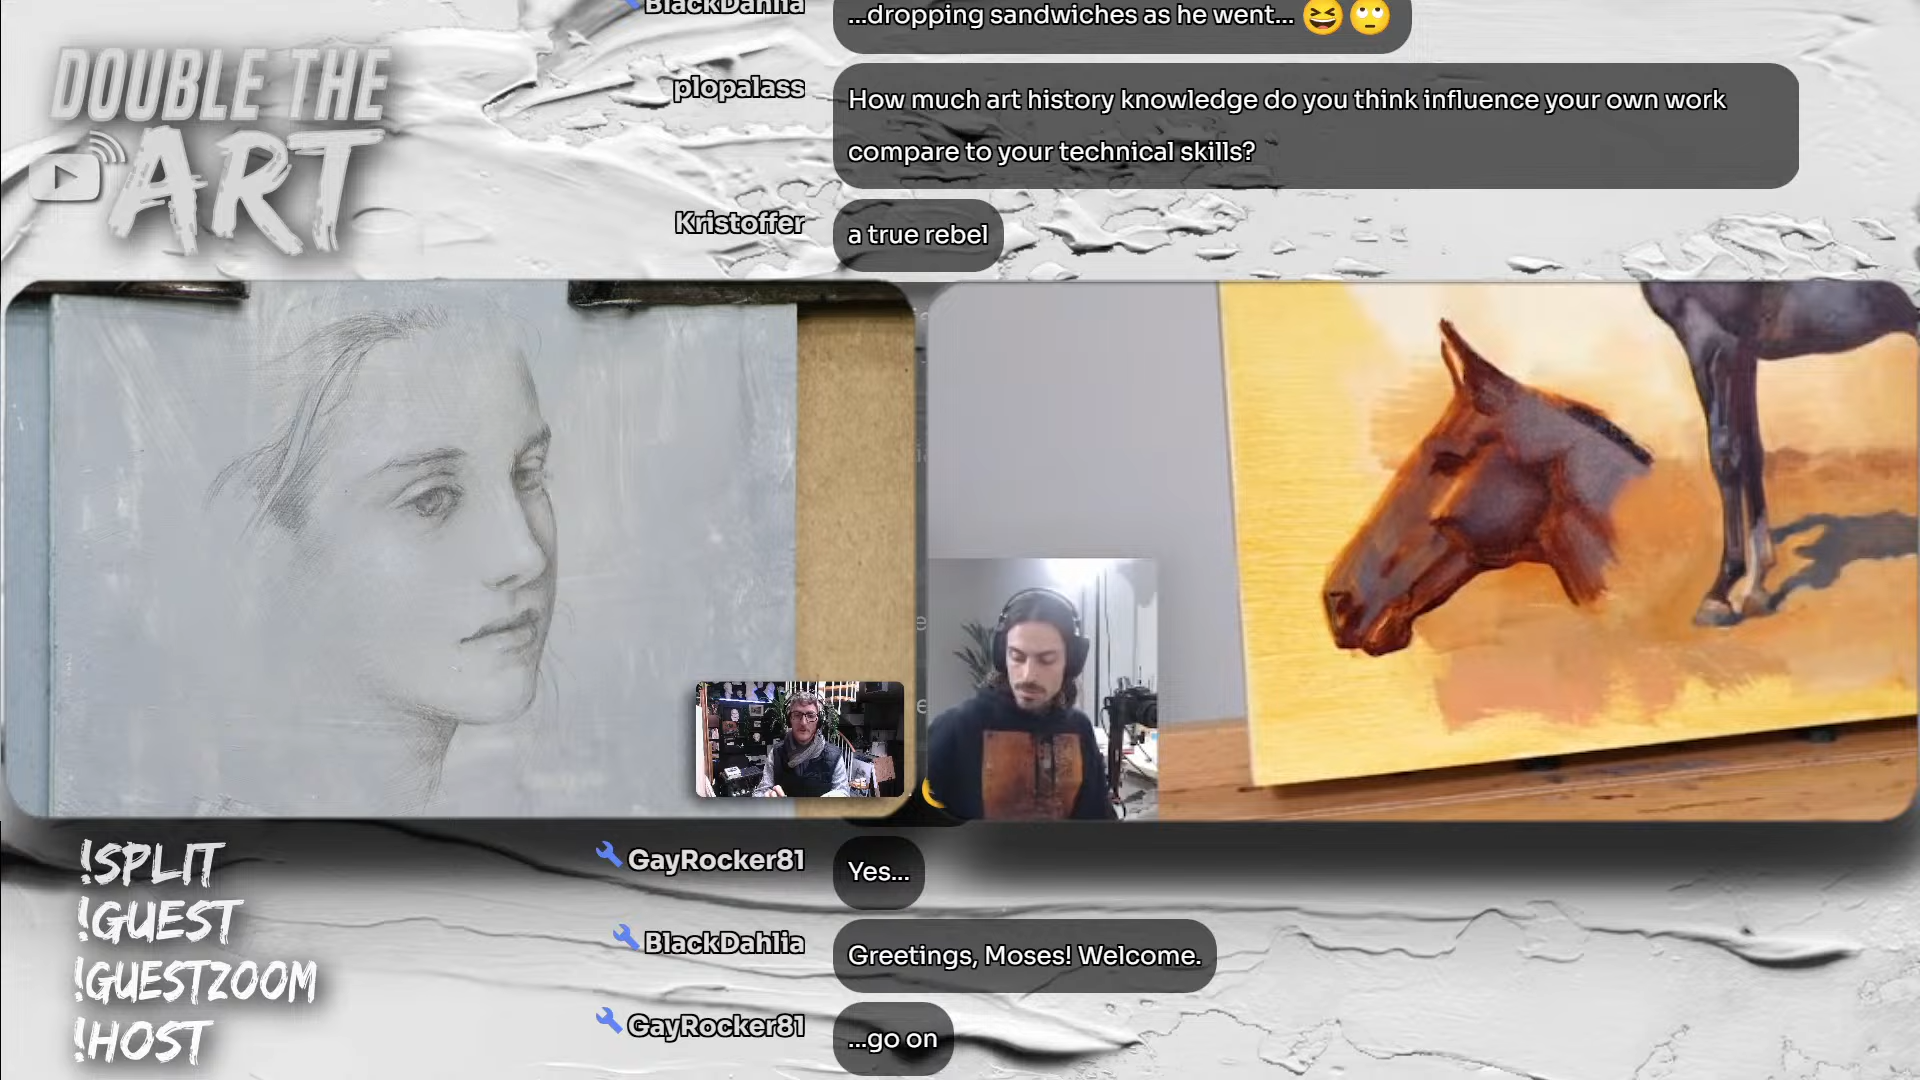 BlackDahlia
...dropping sandwiches as he went... 😆🙄
DOUBLE THE
ART
plopalass
How much art history knowledge do you think influence your own work
compare to your technical skills?
Kristoffer
a true rebel
!SPLIT
!GUEST
!GUESTZOOM
!HOST
GayRocker81
Yes...
BlackDahlia
Greetings, Moses! Welcome.
GayRocker81
...go on